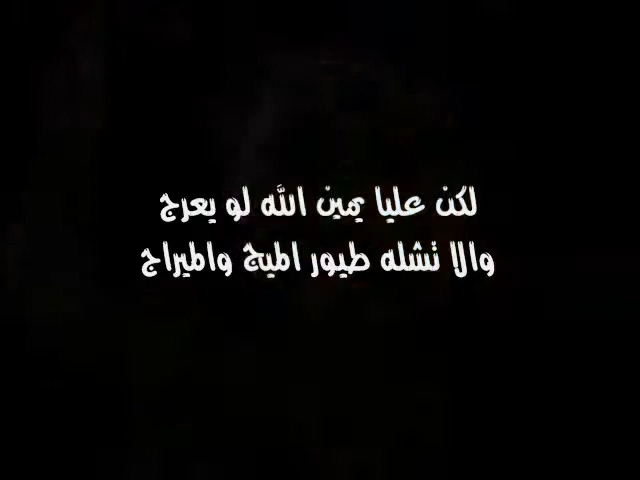 لكن عليا يمين الله لو يعرج
والا تشله طيور الميج والميراج